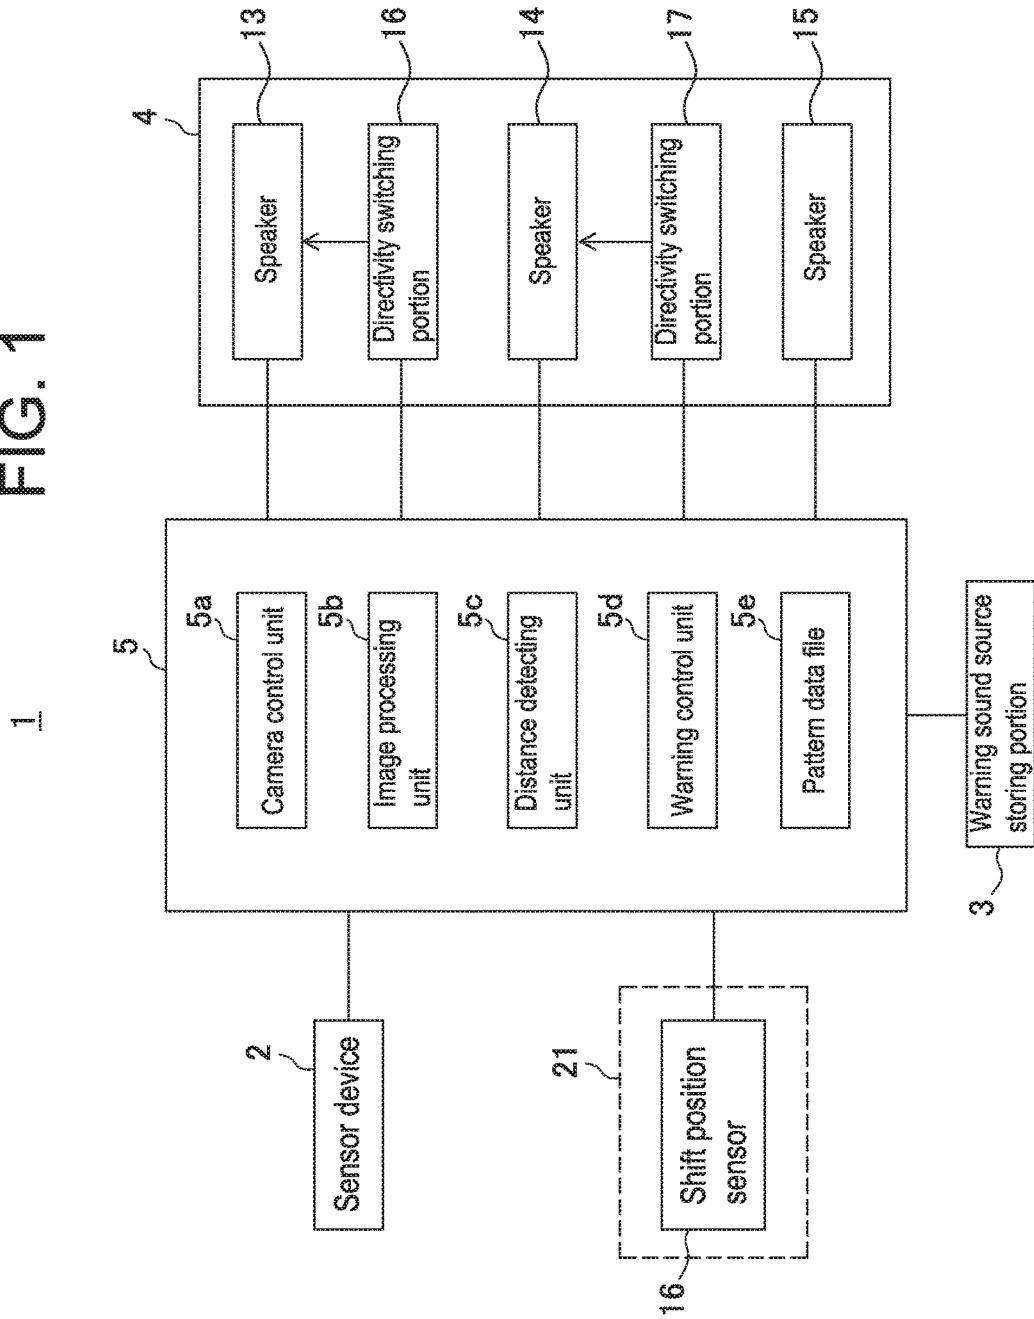 FIG. 1
1
2
Sensor device
21
Shift position
sensor
16
5
5a
Camera control unit
5b
Image processing
unit
5c
Distance detecting
unit
5d
Warning control unit
5e
Pattern data file
3
Warning sound source
storing portion
4
Speaker
13
Directivity switching
portion
16
Speaker
14
Directivity switching
portion
17
Speaker
15